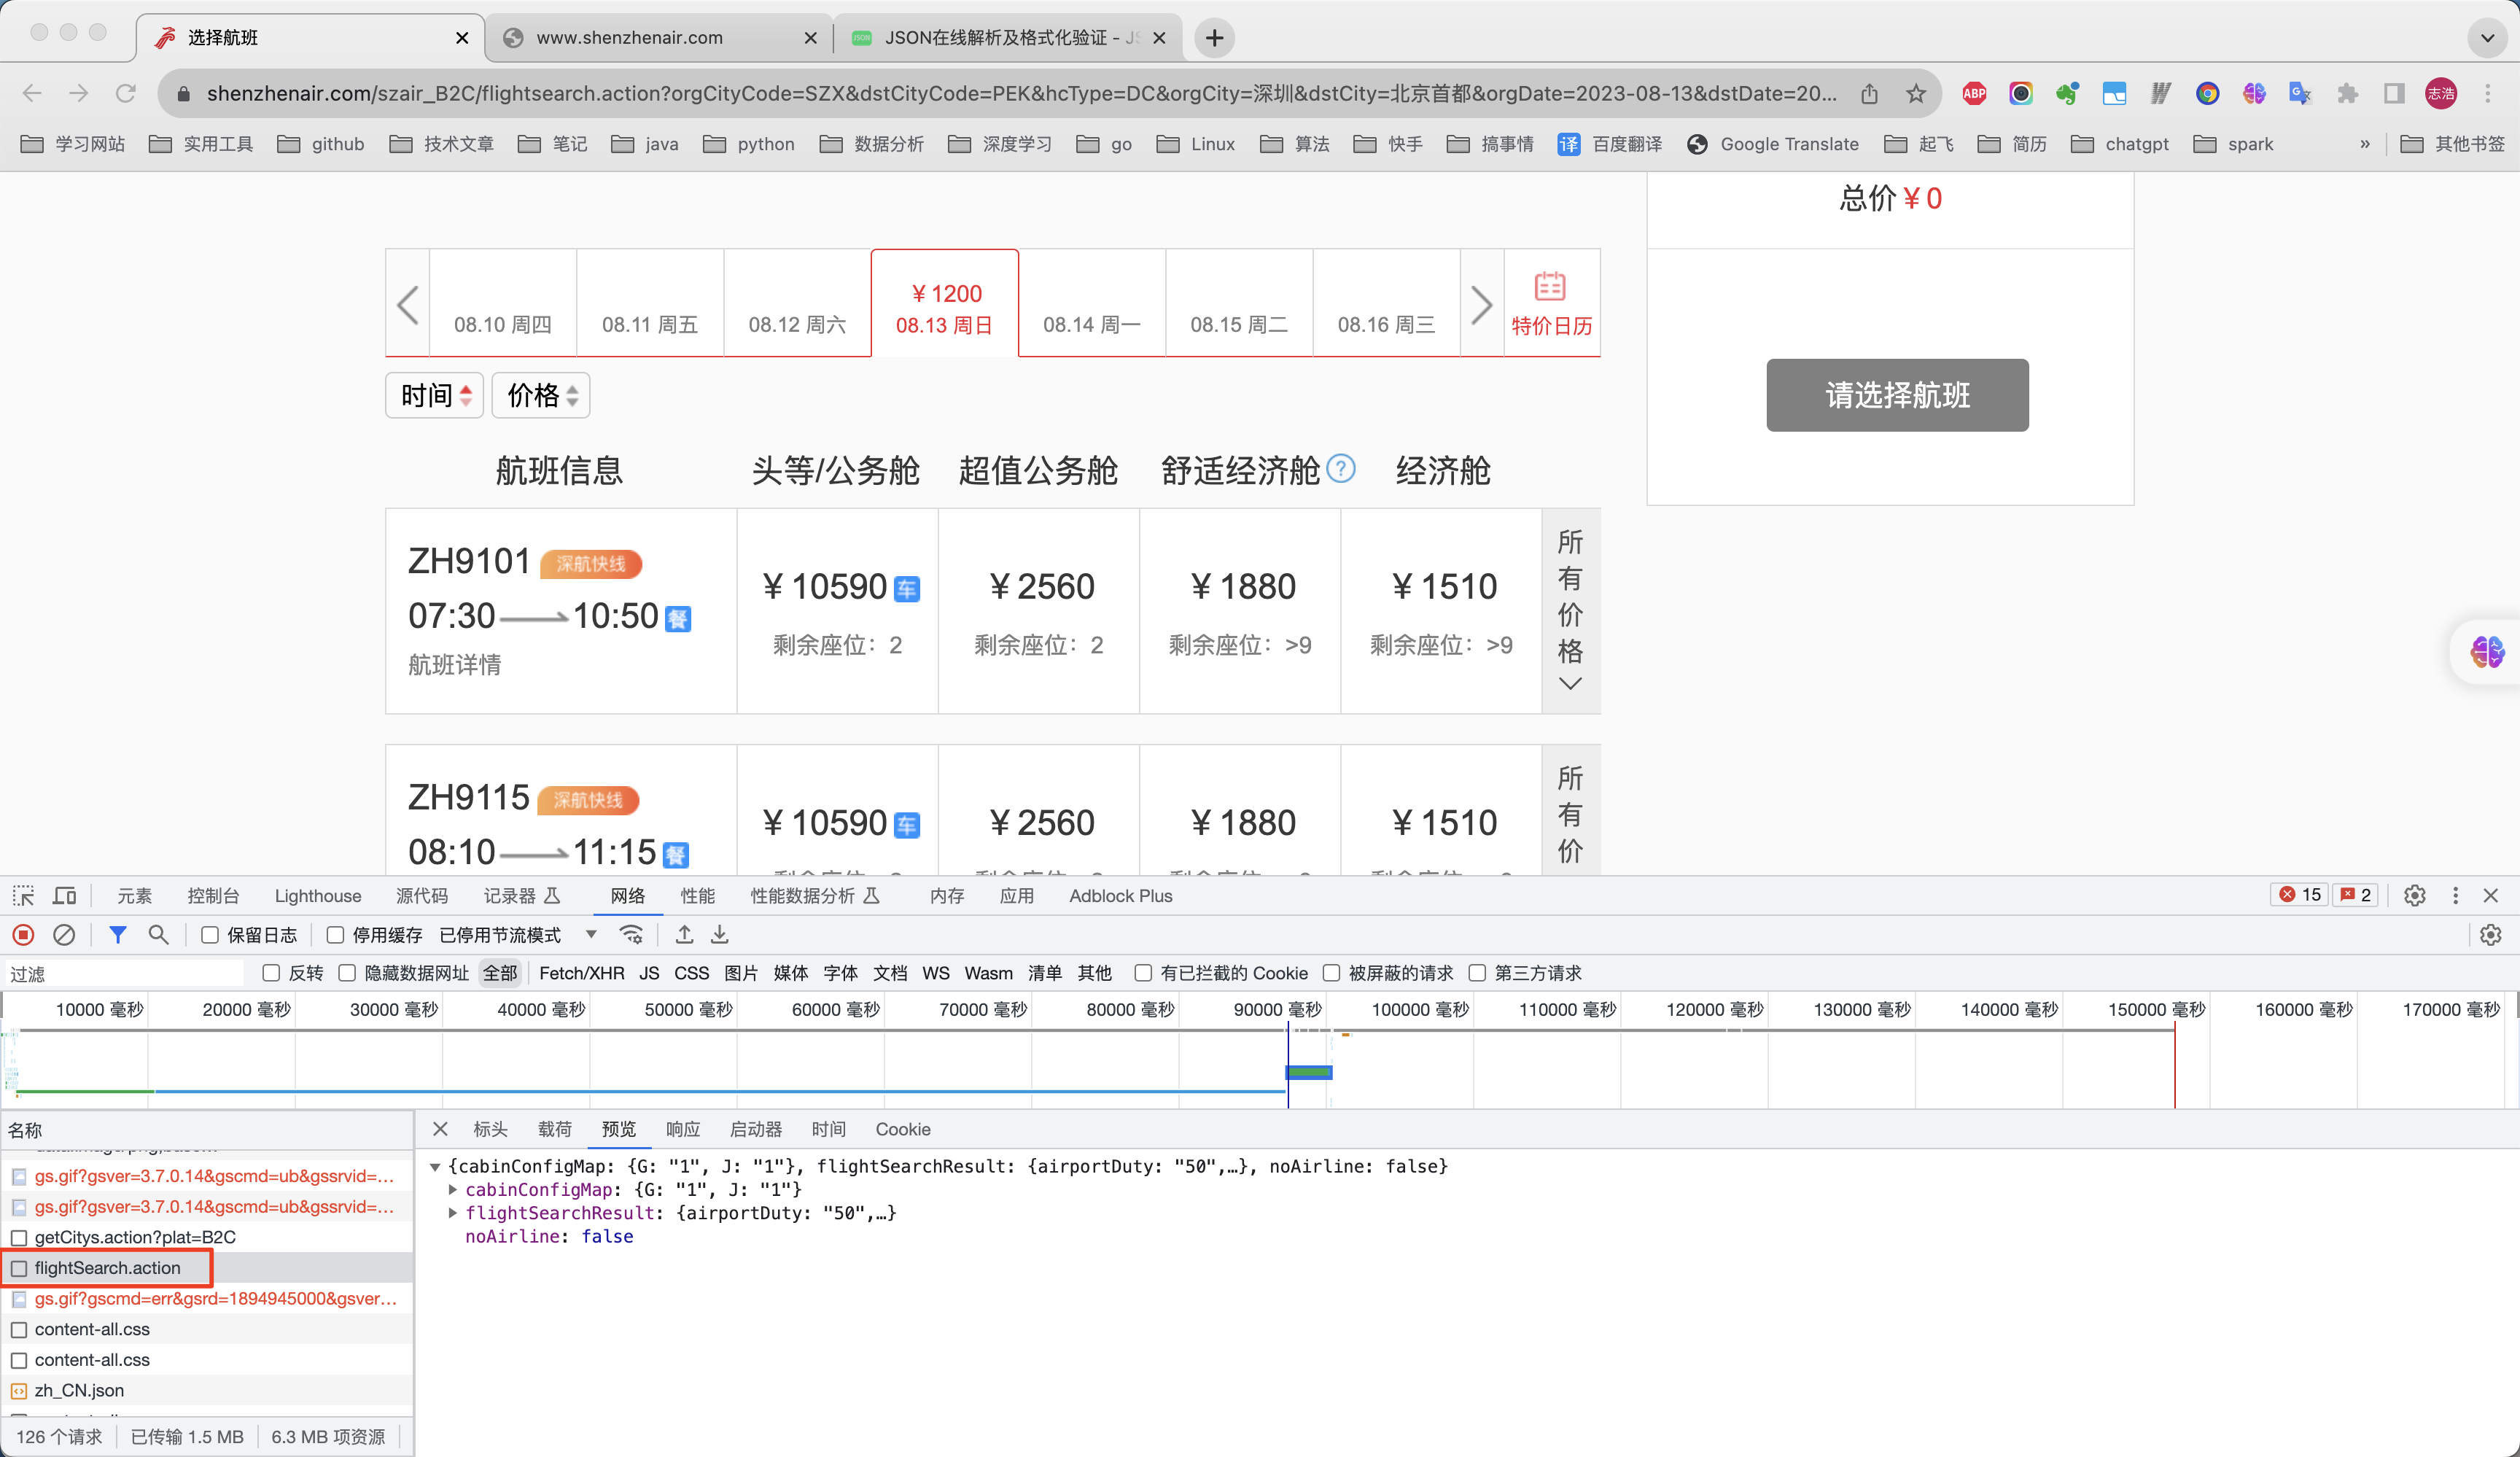 选择航班
www.shenzhenair.com
JSON在线解析及格式化验证 - JS
shenzhenair.com/szair_B2C/flightsearch.action?orgCityCode=SZX&dstCityCode=PEK&hcType=DC&orgCity=深圳&dstCity=北京首都&orgDate=2023-08-13&dstDate=20...
ABP
志浩
学习网站 实用工具 github 技术文章 笔记 java python 数据分析 深度学习 go Linux 算法 快手 搞事情 译 百度翻译 Google Translate 起飞 简历 chatgpt spark » 其他书签
总价 ¥ 0
¥ 1200
08.10 周四 08.11 周五 08.12 周六 08.13 周日 08.14 周一 08.15 周二 08.16 周三 特价日历
时间 价格
请选择航班
航班信息 头等/公务舱 超值公务舱 舒适经济舱 ? 经济舱
ZH9101 深航快线
07:30 10:50 餐
航班详情
¥ 10590 车 ¥ 2560 ¥ 1880 ¥ 1510
剩余座位：2 剩余座位：2 剩余座位：>9 剩余座位：>9
所有价格
ZH9115 深航快线
08:10 11:15 餐
¥ 10590 车 ¥ 2560 ¥ 1880 ¥ 1510
所有价
元素 控制台 Lighthouse 源代码 记录器 网络 性能 性能数据分析 内存 应用 Adblock Plus 15 2
保留日志 停用缓存 已停用节流模式
过滤 反转 隐藏数据网址 全部 Fetch/XHR JS CSS 图片 媒体 字体 文档 WS Wasm 清单 其他 有已拦截的 Cookie 被屏蔽的请求 第三方请求
10000 毫秒 20000 毫秒 30000 毫秒 40000 毫秒 50000 毫秒 60000 毫秒 70000 毫秒 80000 毫秒 90000 毫秒 100000 毫秒 110000 毫秒 120000 毫秒 130000 毫秒 140000 毫秒 150000 毫秒 160000 毫秒 170000 毫秒
名称
gs.gif?gsver=3.7.0.14&gscmd=ub&gssrvid=...
gs.gif?gsver=3.7.0.14&gscmd=ub&gssrvid=...
getCitys.action?plat=B2C
flightSearch.action
gs.gif?gscmd=err&gsrd=1894945000&gsver...
content-all.css
content-all.css
zh_CN.json
126 个请求 已传输 1.5 MB 6.3 MB 项资源
标头 载荷 预览 响应 启动器 时间 Cookie
{cabinConfigMap: {G: "1", J: "1"}, flightSearchResult: {airportDuty: "50",…}, noAirline: false}
cabinConfigMap: {G: "1", J: "1"}
flightSearchResult: {airportDuty: "50",…}
noAirline: false